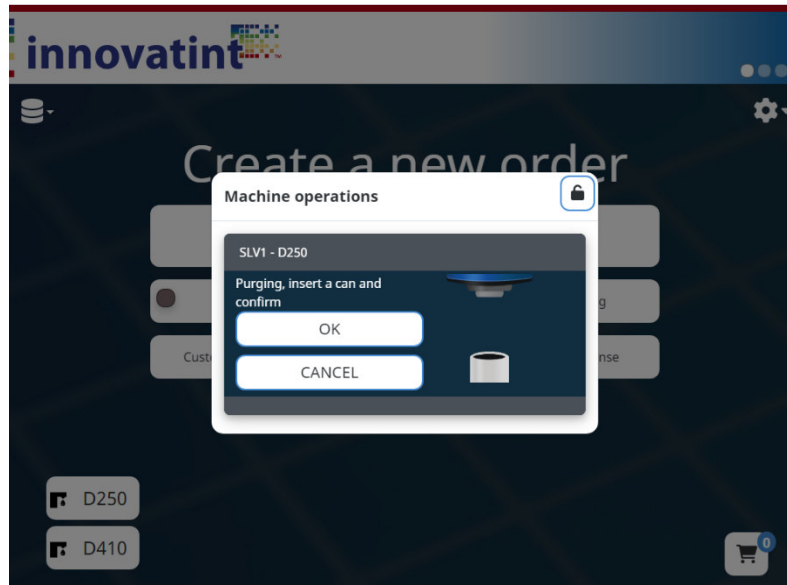 innovatint
Create a new order
Machine operations
SLV1 - D250
Purging, insert a can and
confirm
OK
CANCEL
D250
D410
0